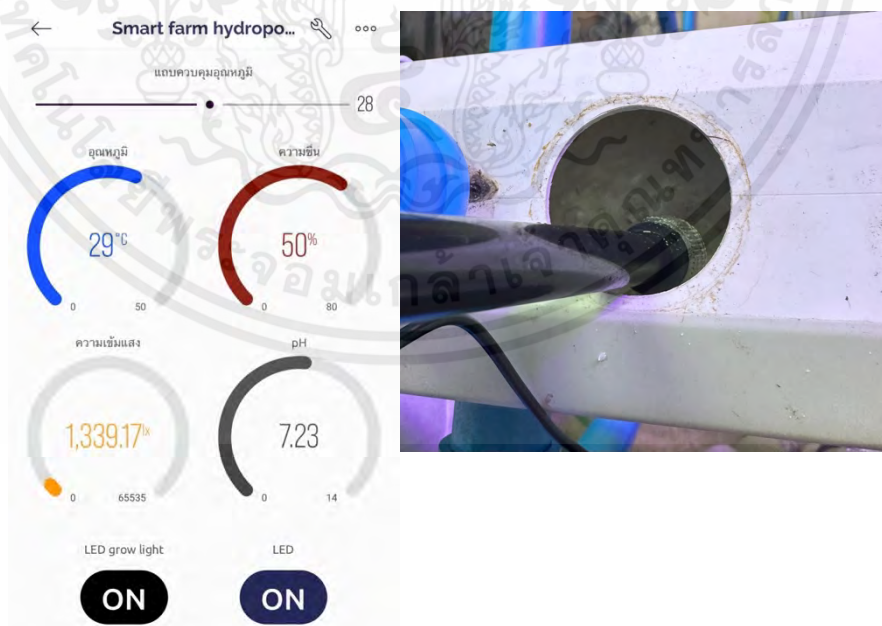 Smart farm hydropo...
แถบควบคุมอุณหภูมิ
28
อุณหภูมิ
ความชื้น
29°C
50%
0 50
0 80
ความเข้มแสง
pH
1,339.17lx
7.23
0 65535
0 14
LED grow light
LED
ON
ON